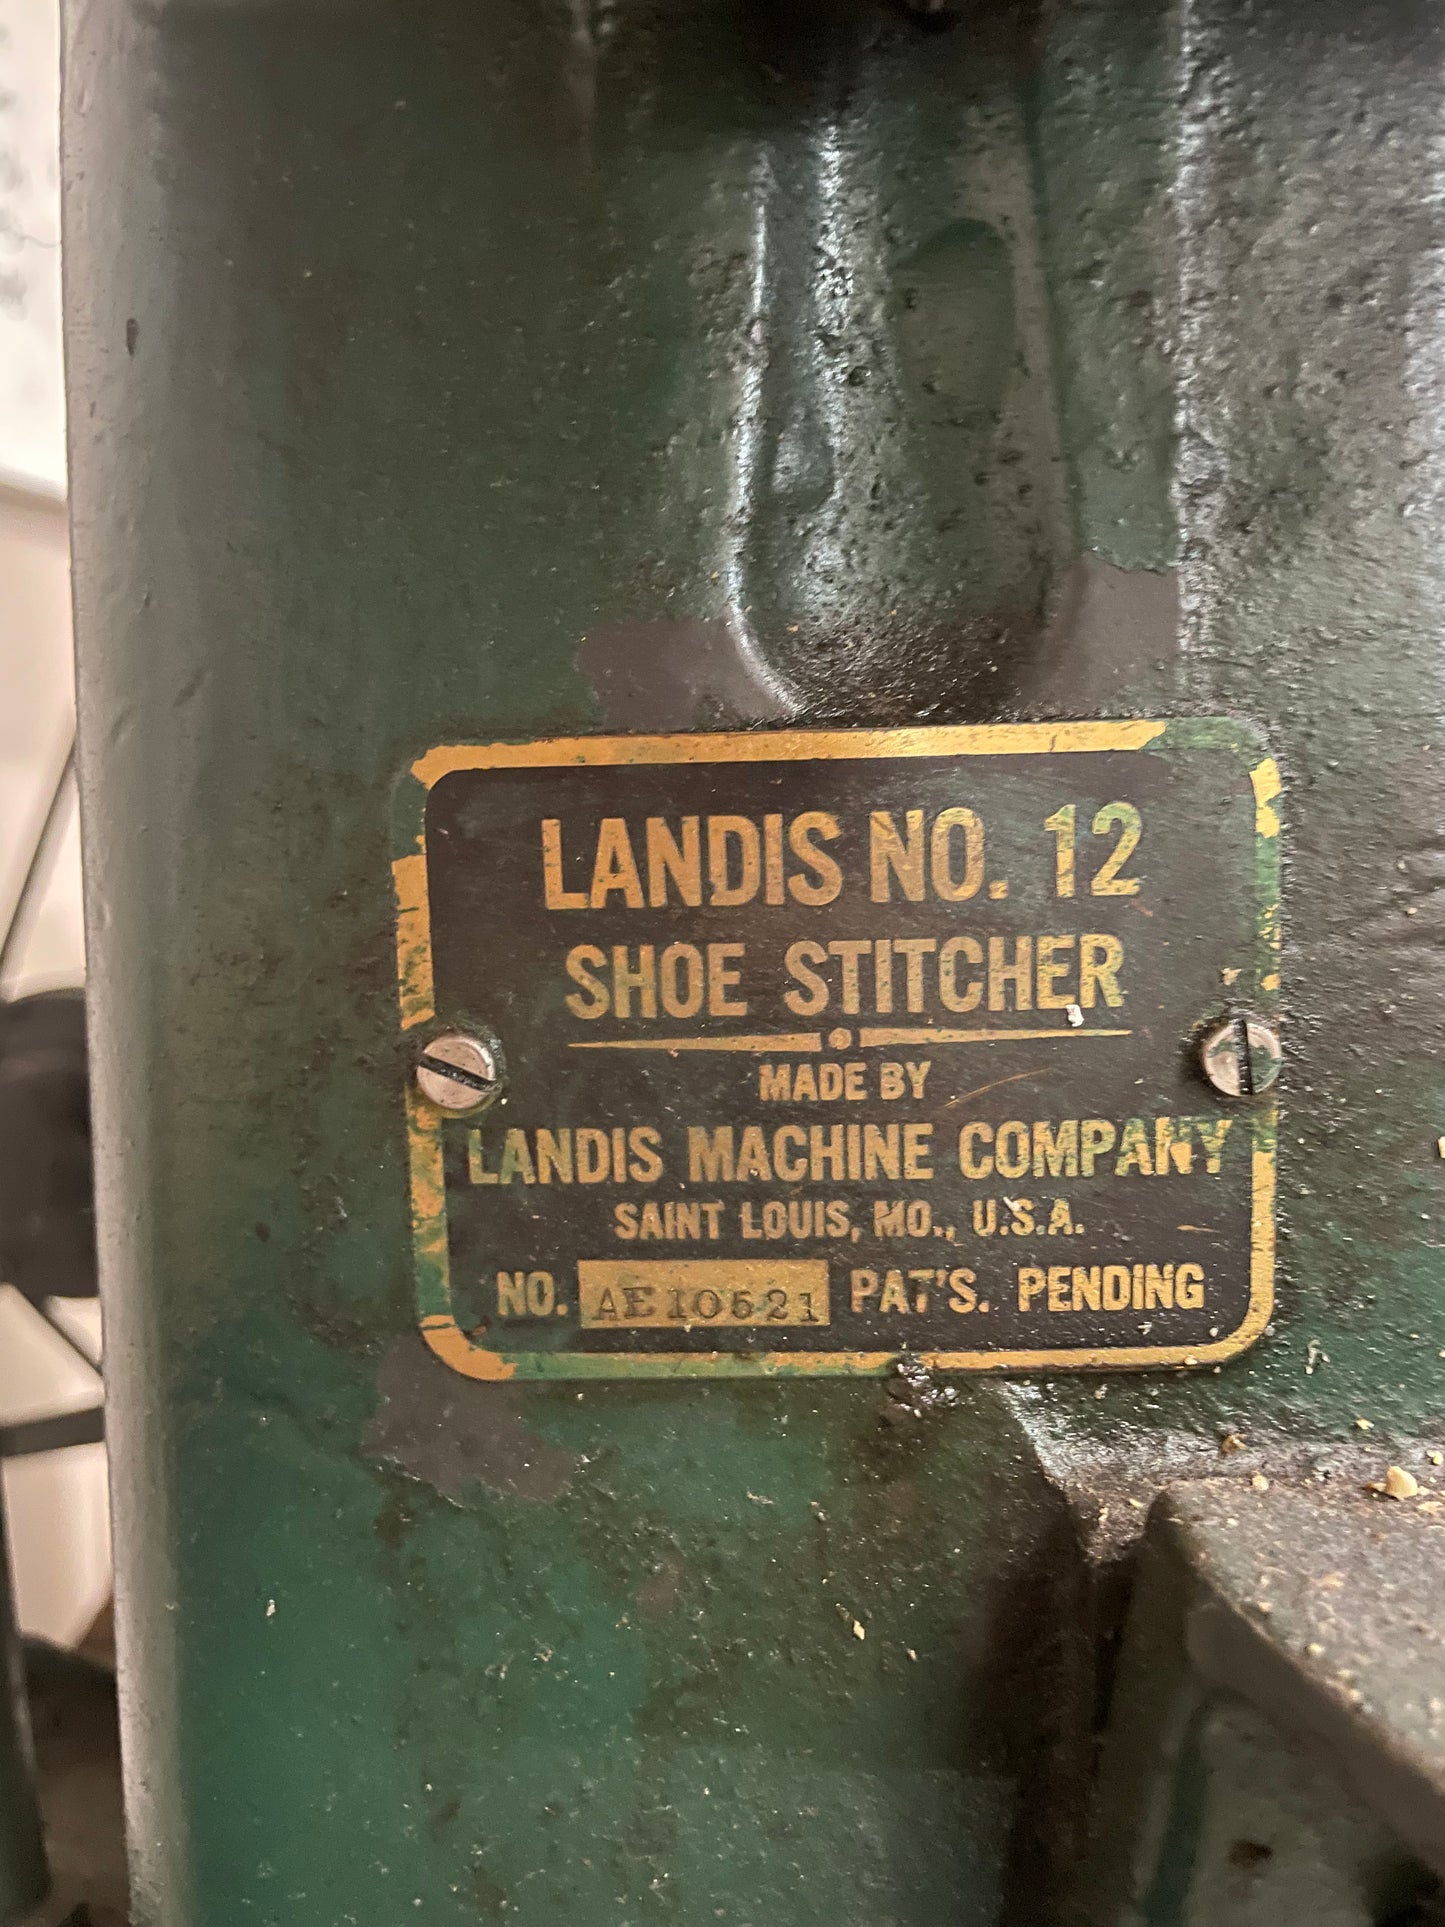 LANDIS NO. 12
SHOE STITCHER
MADE BY
LANDIS MACHINE COMPANY
SAINT LOUIS, MO., U.S.A.
NO. AE10521 PAT'S. PENDING